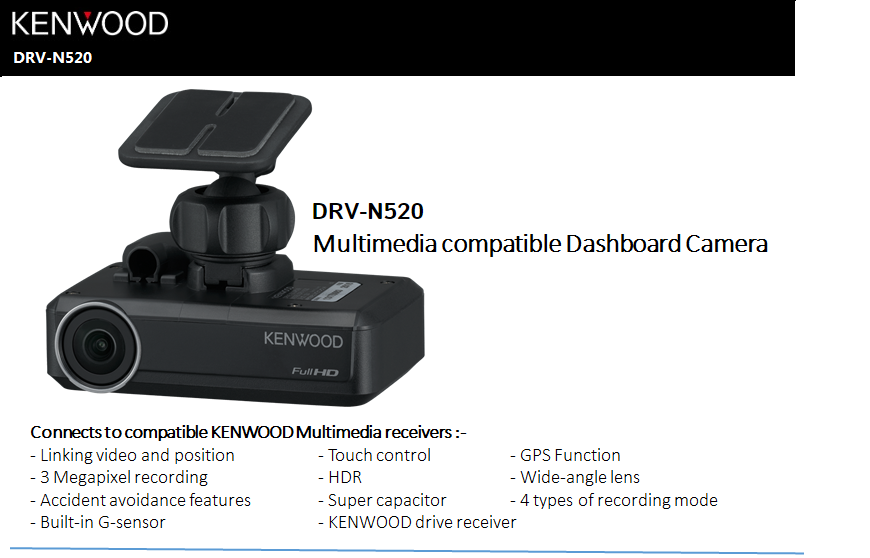 KENWOOD
DRV-N520
DRV-N520
Multimedia compatible Dashboard Camera
KENWOOD
Full HD
Connects to compatible KENWOOD Multimedia receivers :-
- Linking video and position - Touch control - GPS Function
- 3 Megapixel recording - HDR - Wide-angle lens
- Accident avoidance features - Super capacitor - 4 types of recording mode
- Built-in G-sensor - KENWOOD drive receiver